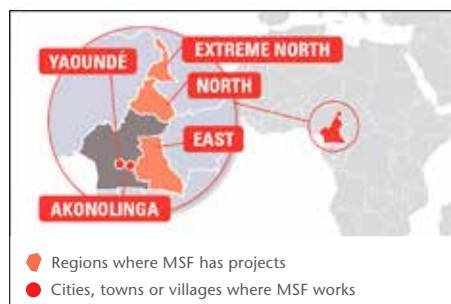 EXTREME NORTH
YAOUNDÉ
NORTH
EAST
AKONOLINGA
Regions where MSF has projects
Cities, towns or villages where MSF works